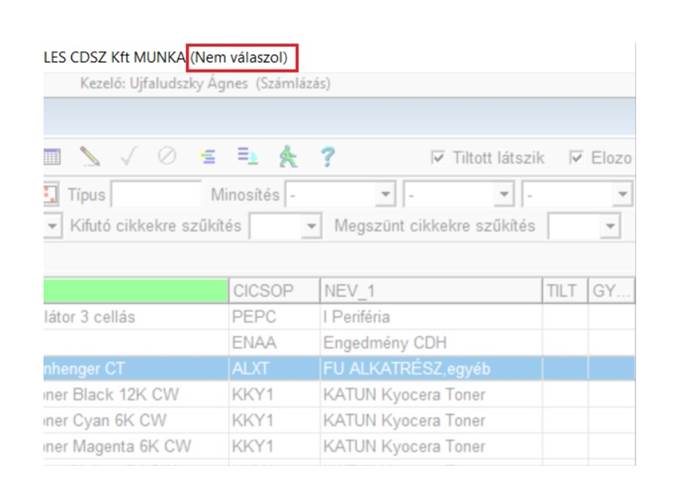 LES CDSZ Kft MUNKA (Nem válaszol)
Kezelő: Ujfaludszky Ágnes (Számlázás)
? Tiltott látszik Elozo
Típus Minosítés - - -
Kifutó cikkekre szűkítés Megszünt cikkekre szűkítés
CICSOP NEV_1 TILT GY...
látor 3 cellás PEPC I Periféria
ENAA Engedmény CDH
nhenger CT ALXT FU ALKATRÉSZ,egyéb
oner Black 12K CW KKY1 KATUN Kyocera Toner
oner Cyan 6K CW KKY1 KATUN Kyocera Toner
oner Magenta 6K CW KKY1 KATUN Kyocera Toner